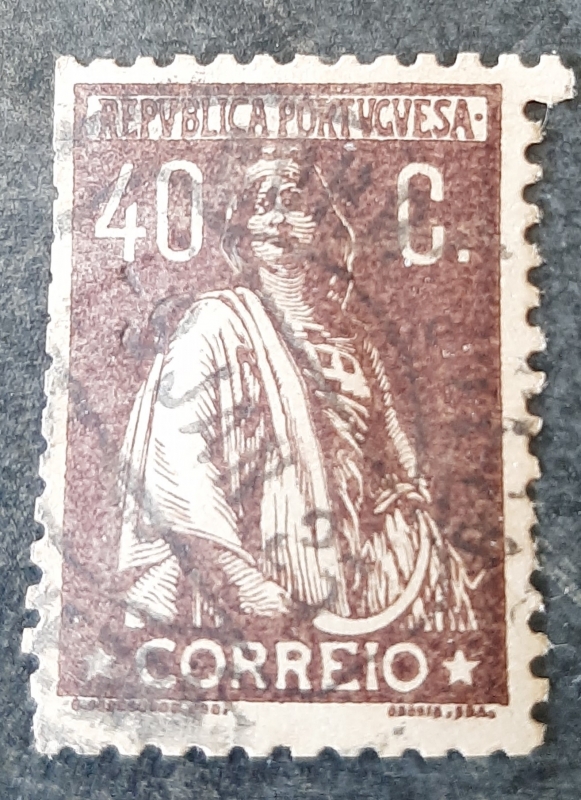 REPVBLICA PORTVGVESA·
40 C.
CORREIO